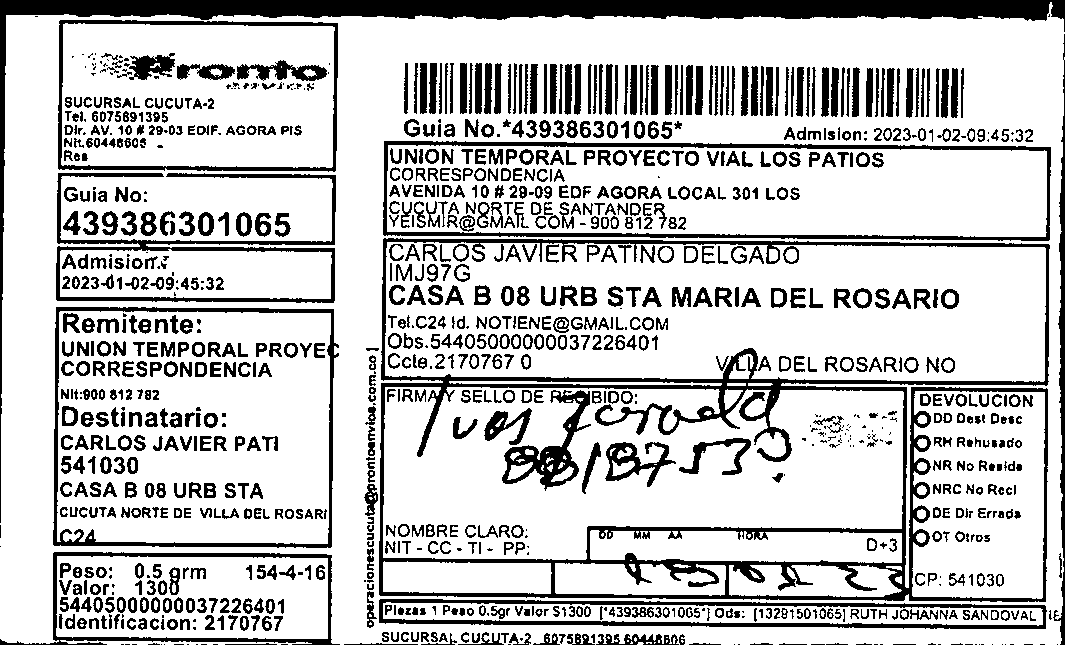 Pronto
envios
SUCURSAL CUCUTA-2
Tel. 6075891395
Dir. AV. 10 # 29-03 EDIF. AGORA PIS
Nit.60446606 -
Res
Guia No:
439386301065
Admision:
2023-01-02-09:45:32
Remitente:
UNION TEMPORAL PROYEC
CORRESPONDENCIA
Nit:900 812 782
Destinatario:
CARLOS JAVIER PATI
541030
CASA B 08 URB STA
CUCUTA NORTE DE VILLA DEL ROSARI
C24
Peso: 0.5 grm 154-4-16
Valor: 1300
54405000000037226401
Identificacion: 2170767
operacionescucuta@prontoenvios.com.co
Guia No.*439386301065*
Admision: 2023-01-02-09:45:32
UNION TEMPORAL PROYECTO VIAL LOS PATIOS
CORRESPONDENCIA
AVENIDA 10 # 29-09 EDF AGORA LOCAL 301 LOS
CUCUTA NORTE DE SANTANDER
YEISMIR@GMAIL COM - 900 812 782
CARLOS JAVIER PATINO DELGADO
IMJ97G
CASA B 08 URB STA MARIA DEL ROSARIO
Tel.C24 Id. NOTIENE@GMAIL.COM
Obs.54405000000037226401
Ccte.2170767 0 VILLA DEL ROSARIO NO
FIRMA Y SELLO DE RECIBIDO:
NOMBRE CLARO:
NIT - CC - TI - PP:
DD MM AA HORA
D+3
DEVOLUCION
DD Dest Desc
RH Rehusado
NR No Reside
NRC No Recl
DE Dir Errada
OT Otros
CP: 541030
Piezas 1 Peso 0.5gr Valor $1300 [*439386301065*] Ods: [13291501065] RUTH JOHANNA SANDOVAL
SUCURSAL CUCUTA-2 6075891395 60446606